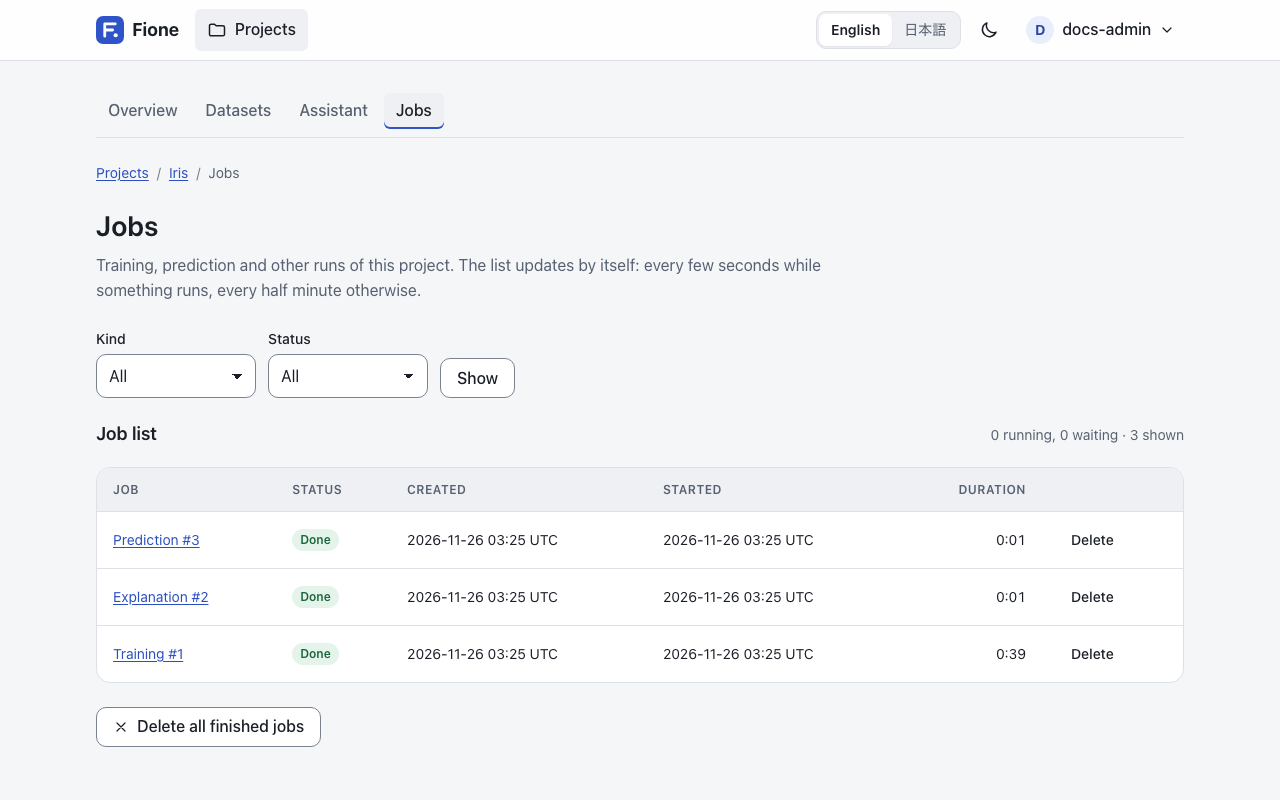 F. Fione Projects English 日本語 D docs-admin
Overview Datasets Assistant Jobs
Projects / Iris / Jobs
Jobs
Training, prediction and other runs of this project. The list updates by itself: every few seconds while
something runs, every half minute otherwise.
Kind Status
All All Show
Job list 0 running, 0 waiting · 3 shown
JOB STATUS CREATED STARTED DURATION
Prediction #3 Done 2026-11-26 03:25 UTC 2026-11-26 03:25 UTC 0:01 Delete
Explanation #2 Done 2026-11-26 03:25 UTC 2026-11-26 03:25 UTC 0:01 Delete
Training #1 Done 2026-11-26 03:25 UTC 2026-11-26 03:25 UTC 0:39 Delete
Delete all finished jobs